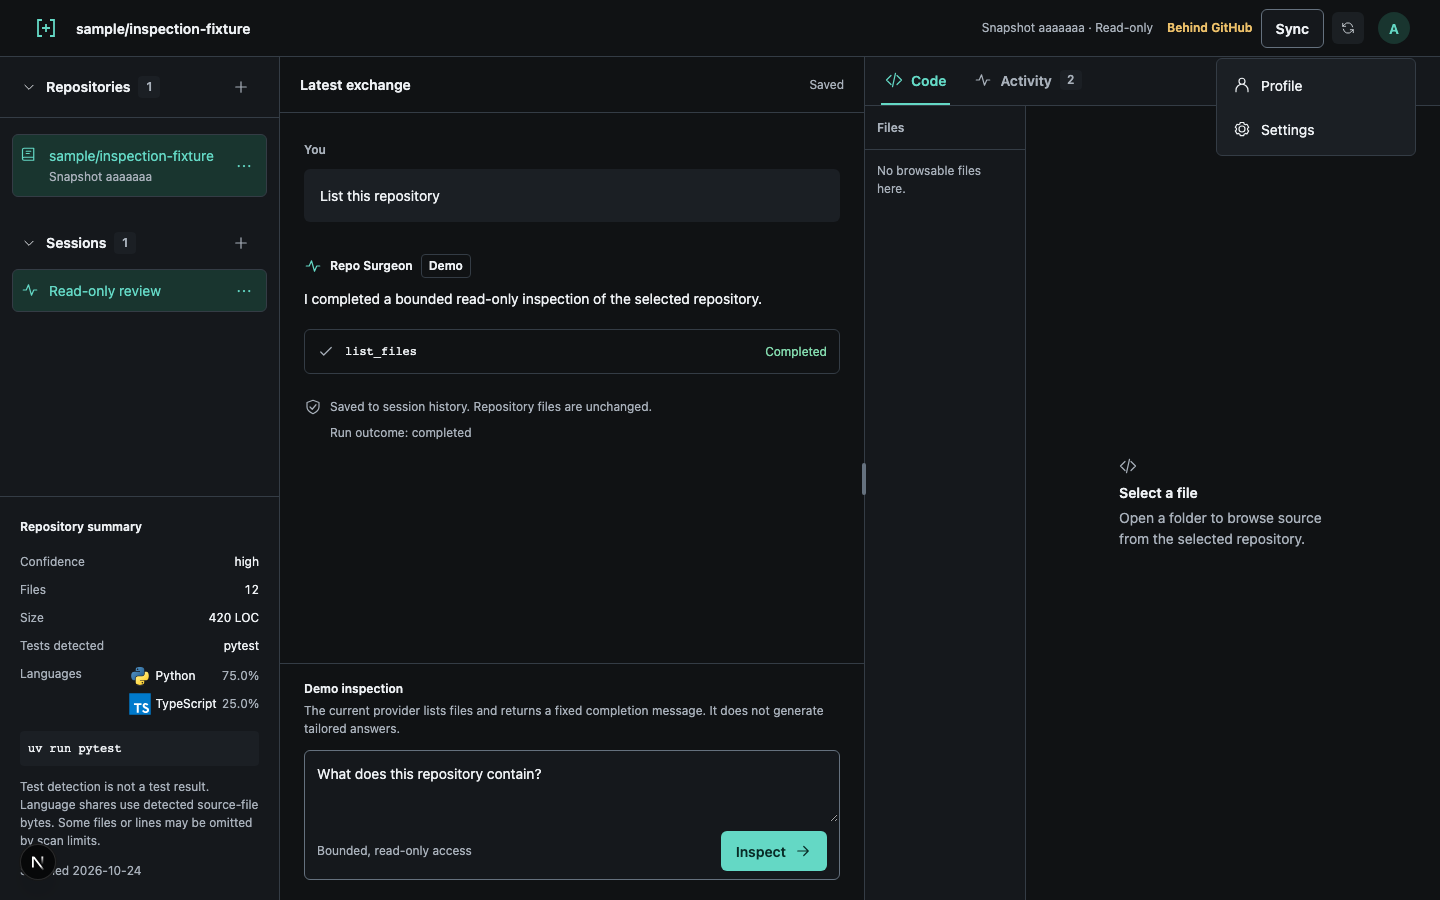 [+] sample/inspection-fixture
Snapshot aaaaaaa · Read-only Behind GitHub Sync A
Profile
Settings
Repositories 1
sample/inspection-fixture
Snapshot aaaaaaa
Sessions 1
Read-only review
Repository summary
Confidence high
Files 12
Size 420 LOC
Tests detected pytest
Languages Python 75.0%
TS TypeScript 25.0%
uv run pytest
Test detection is not a test result.
Language shares use detected source-file
bytes. Some files or lines may be omitted
by scan limits.
N 2026-10-24
Latest exchange Saved
You
List this repository
Repo Surgeon Demo
I completed a bounded read-only inspection of the selected repository.
list_files Completed
Saved to session history. Repository files are unchanged.
Run outcome: completed
Demo inspection
The current provider lists files and returns a fixed completion message. It does not generate
tailored answers.
What does this repository contain?
Bounded, read-only access Inspect
Code Activity 2
Files
No browsable files
here.
Select a file
Open a folder to browse source
from the selected repository.